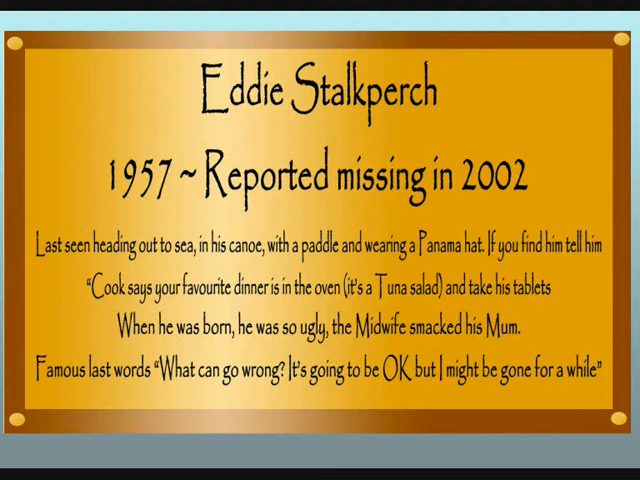 Eddie Stalkperch
1957 ~ Reported missing in 2002
Last seen heading out to sea, in his canoe, with a paddle and wearing a Panama hat. If you find him tell him
“Cook says your favourite dinner is in the oven (it's a Tuna salad) and take his tablets
When he was born, he was so ugly, the Midwife smacked his Mum.
Famous last words “What can go wrong? It's going to be OK but I might be gone for a while”